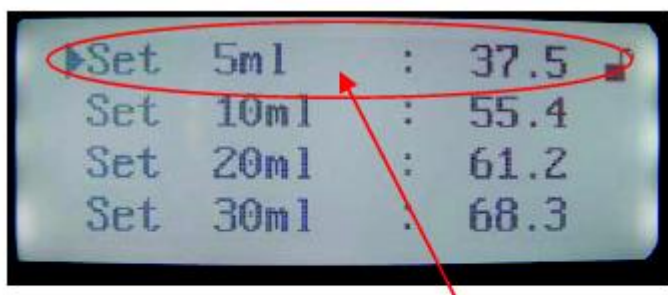 Set 5ml : 37.5
Set 10ml : 55.4
Set 20ml : 61.2
Set 30ml : 68.3